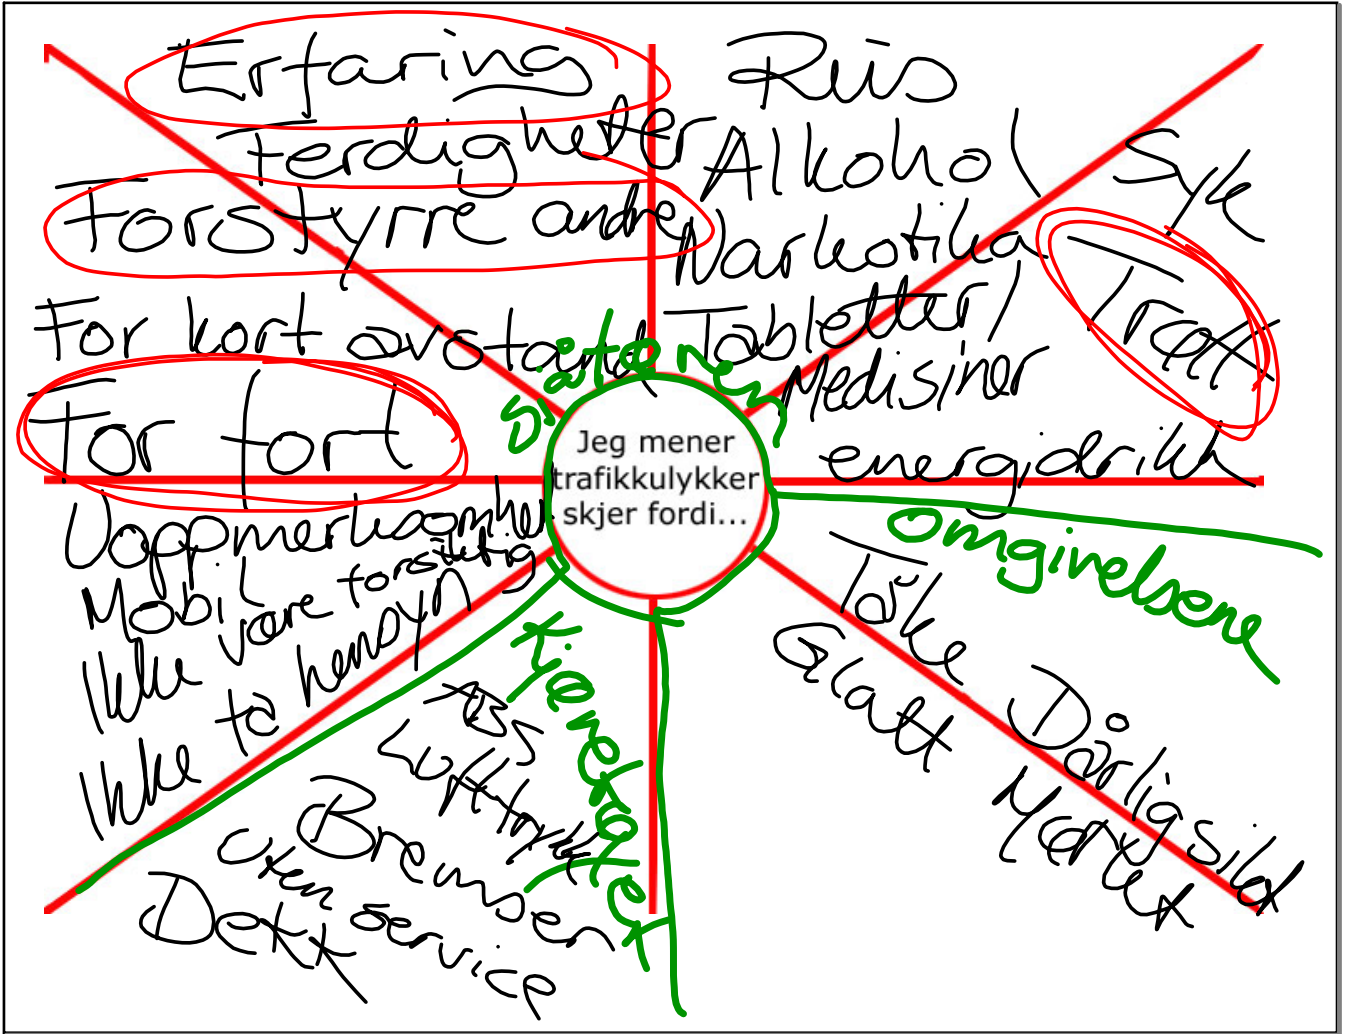 Erfaring
Ferdigheter
Forstyrre andre
For kort avstand
For fort
Uoppmerksomhet
Mobil
Ikke være forsiktig
Ikke ta hensyn
Rus
Alkohol
Narkotika
Tabletter/
Medisiner
energidrikk
Syk
Trøtt
sjåføren
Jeg mener
trafikkulykker
skjer fordi...
Omgivelsene
Tåke
Glatt
Dårlig sikt
Mørket
Kjøretøyet
ABS
Lufttrykk
Bremser
Uten service
Dekk